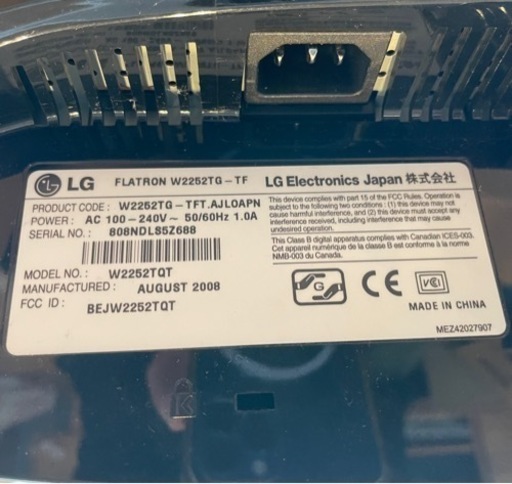 LG FLATRON W2252TG-TF LG Electronics Japan 株式会社
PRODUCT CODE: W2252TG-TFT.AJLOAPN
POWER: AC 100-240V~ 50/60Hz 1.0A
SERIAL NO.: 808NDLS5Z688
MODEL NO.: W2252TQT
MANUFACTURED: AUGUST 2008
FCC ID: BEJW2252TQT
This device complies with part 15 of the FCC Rules. Operation is
subject to the following two conditions : (1) this device may not
cause harmful interference, and (2) this device must accept any
interference received, including interference that may cause
undesired operation.
This Class B digital apparatus complies with Canadian ICES-003.
Cet appareil numérique de la classe B est conforme à la norme
NMB-003 du Canada.
G CE VCI
MADE IN CHINA
MEZ42027907
K